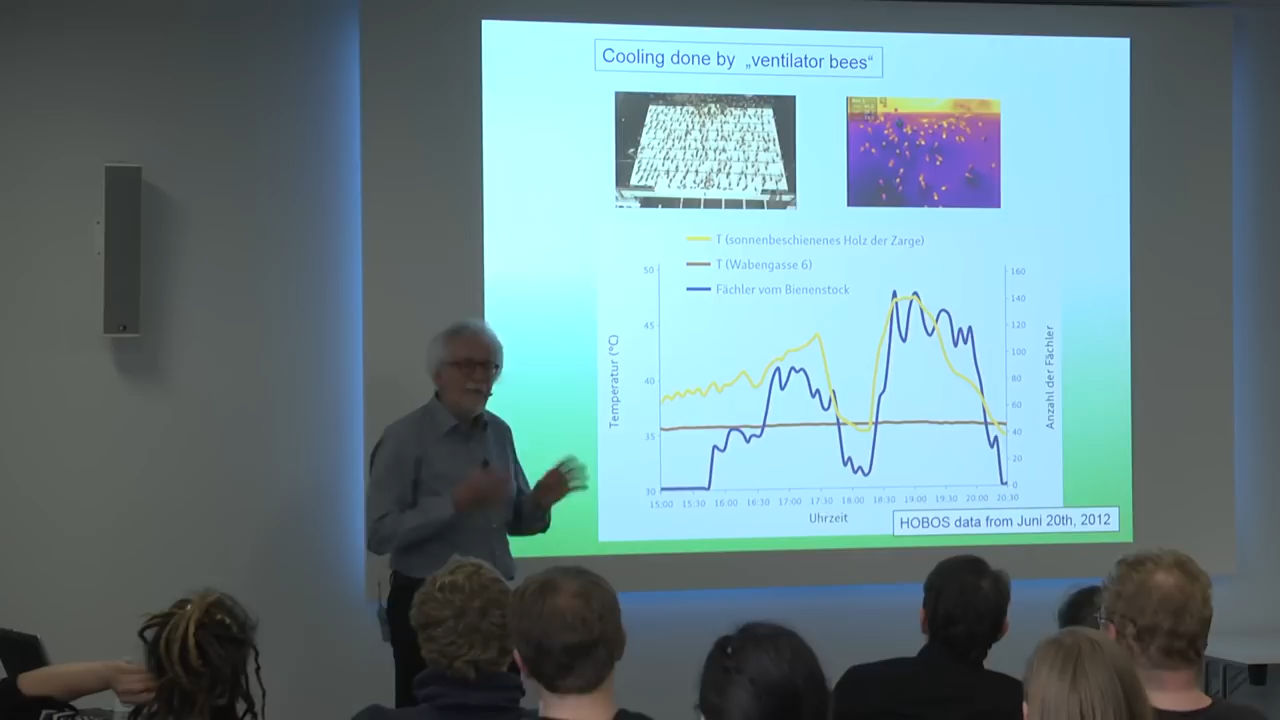 Cooling done by „ventilator bees“
T (sonnenbeschienenes Holz der Zarge)
T (Wabengasse 6)
Fächler vom Bienenstock
Temperatur (°C)
50
45
40
35
30
160
140
120
100
80
60
40
20
0
Anzahl der Fächler
15:00 15:30 16:00 16:30 17:00 17:30 18:00 18:30 19:00 19:30 20:00 20:30
Uhrzeit
HOBOS data from Juni 20th, 2012